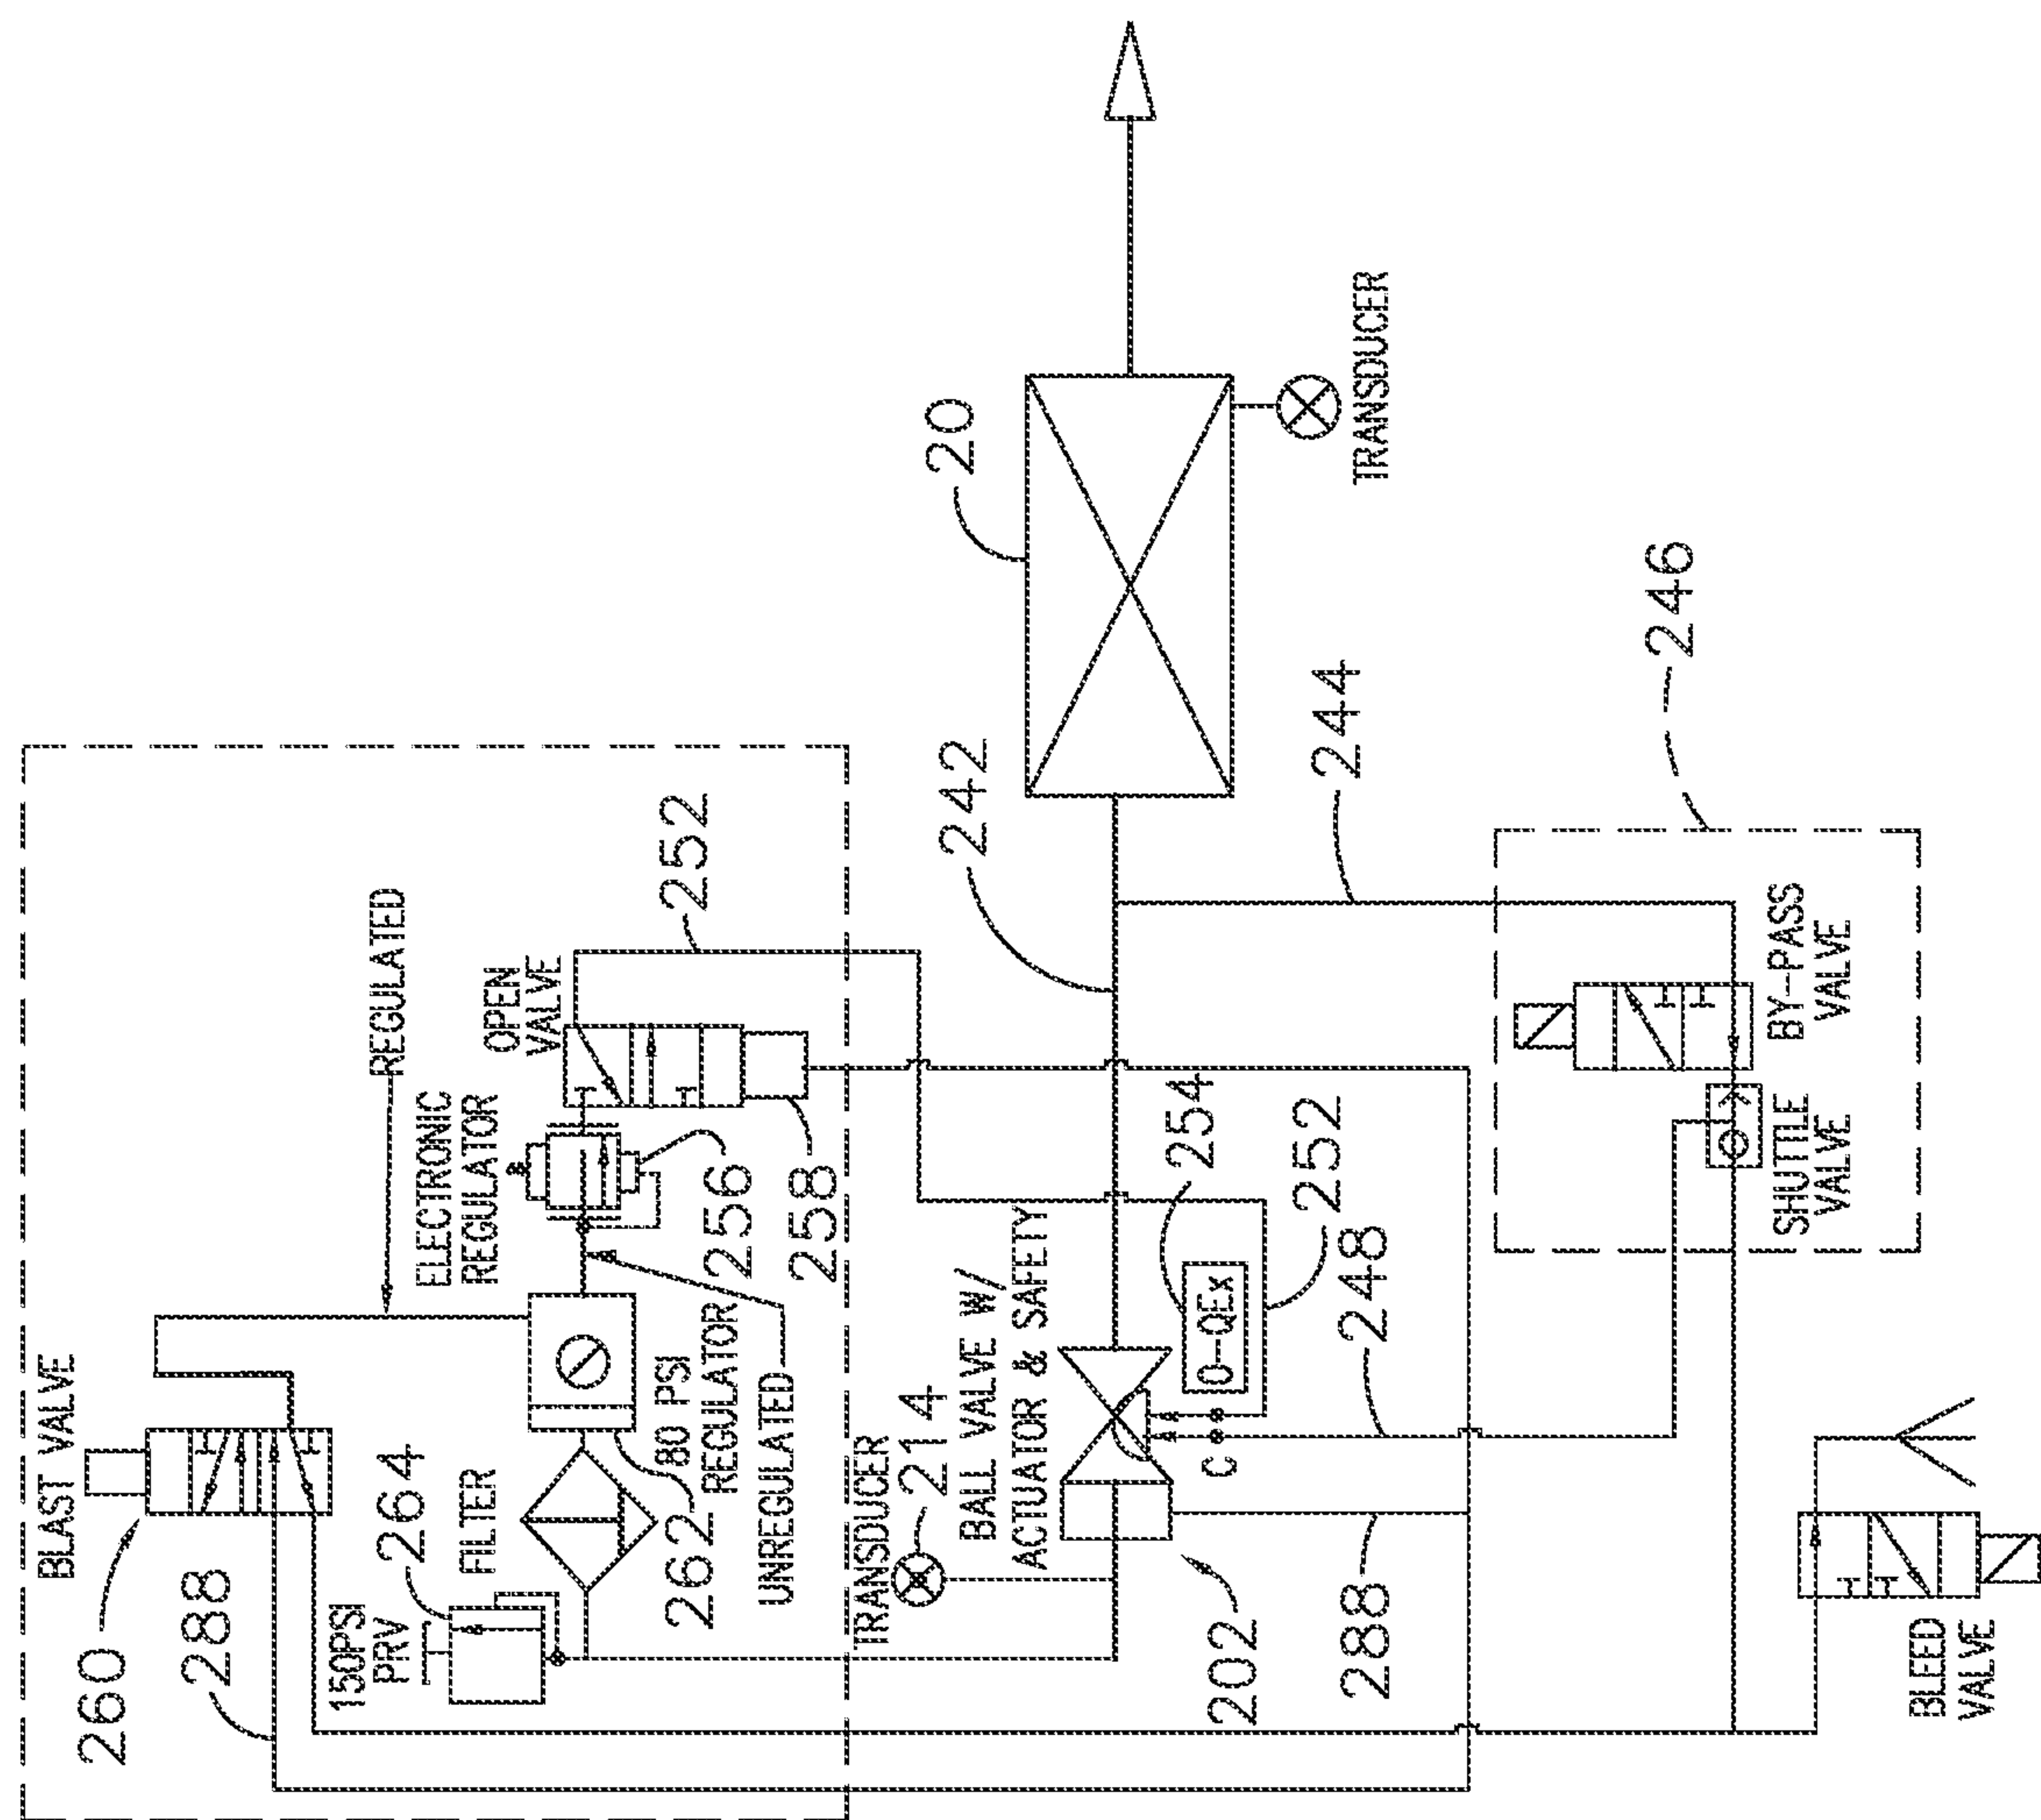 BLAST VALVE
260
288
REGULATED
ELECTRONIC
REGULATOR
OPEN
VALVE
252
150PSI
PRV
264
FILTER
262
80 PSI
REGULATOR
UNREGULATED
256
258
TRANSDUCER
214
BALL VALVE W/
ACTUATOR & SAFETY
254
O-QEx
252
C
248
202
288
242
20
TRANSDUCER
244
246
BY-PASS
VALVE
SHUTTLE
VALVE
BLEED
VALVE